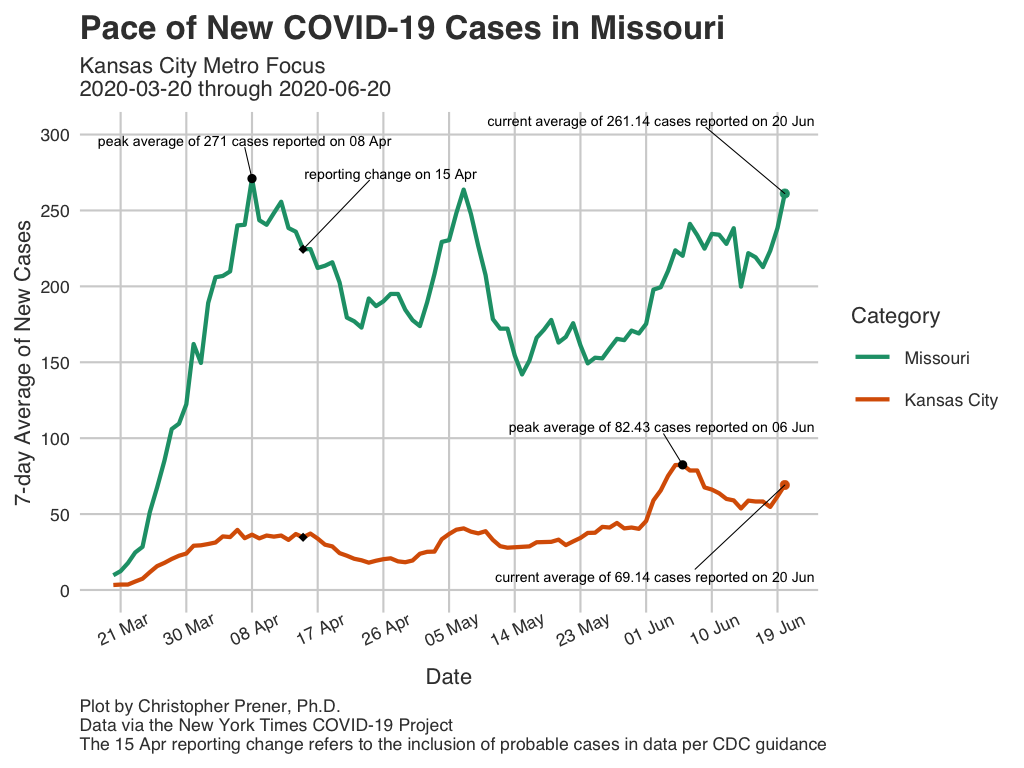 Pace of New COVID-19 Cases in Missouri
Kansas City Metro Focus
2020-03-20 through 2020-06-20
current average of 261.14 cases reported on 20 Jun
peak average of 271 cases reported on 08 Apr
reporting change on 15 Apr
peak average of 82.43 cases reported on 06 Jun
current average of 69.14 cases reported on 20 Jun
7-day Average of New Cases
300
250
200
150
100
50
0
21 Mar
30 Mar
08 Apr
17 Apr
26 Apr
05 May
14 May
23 May
01 Jun
10 Jun
19 Jun
Date
Category
Missouri
Kansas City
Plot by Christopher Prener, Ph.D.
Data via the New York Times COVID-19 Project
The 15 Apr reporting change refers to the inclusion of probable cases in data per CDC guidance